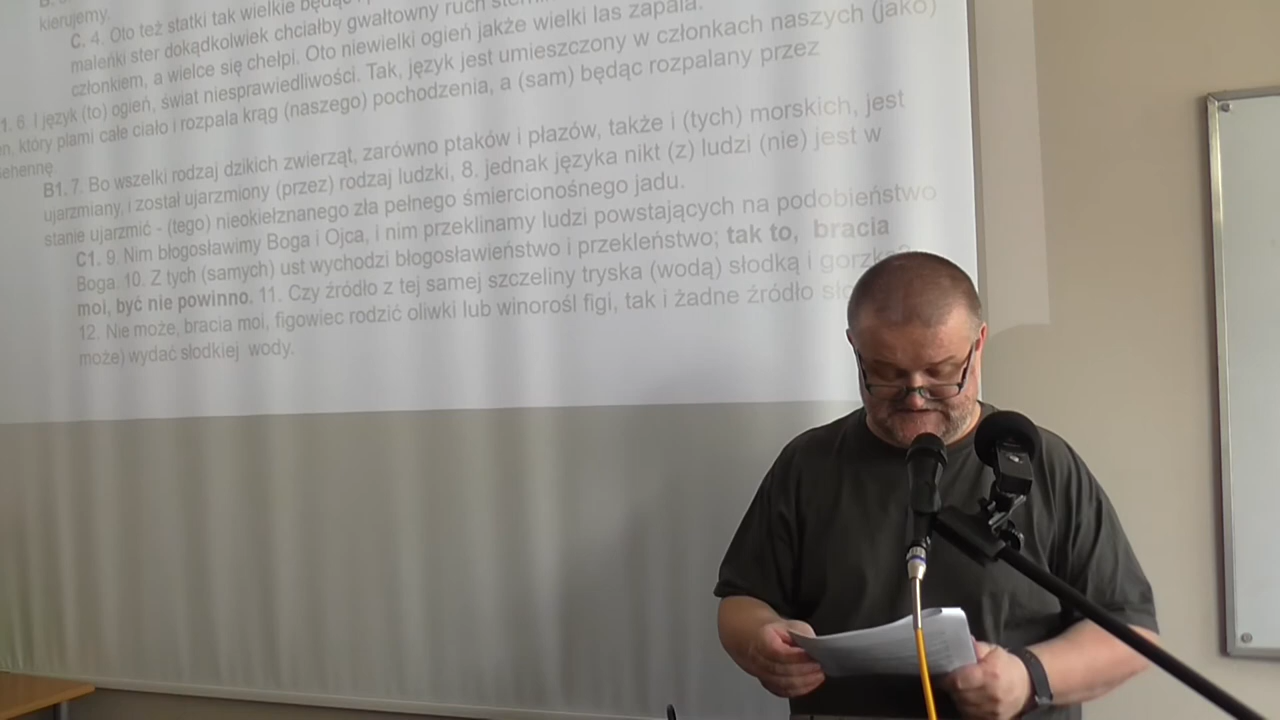 kierujemy.
C. 4. Oto też statki tak wielkie będąc i
maleńki ster dokądkolwiek chciałby gwałtowny ruch
członkiem, a wielce się chełpi. Oto niewielki ogień jakże wielki las zapala.
1. 6. I język (to) ogień, świat niesprawiedliwości. Tak, język jest umieszczony w członkach naszych (jako)
en, który plami całe ciało i rozpala krąg (naszego) pochodzenia, a (sam) będąc rozpalany przez
ehennę
B1. 7. Bo wszelki rodzaj dzikich zwierząt, zarówno ptaków i płazów, także i (tych) morskich, jest
ujarzmiany, i został ujarzmiony (przez) rodzaj ludzki, 8. jednak języka nikt (z) ludzi (nie) jest w
stanie ujarzmić - (tego) nieokiełznanego zła pełnego śmiercionośnego jadu.
C1. 9. Nim błogosławimy Boga i Ojca, i nim przeklinamy ludzi powstających na podobieństwo
Boga. 10. Z tych (samych) ust wychodzi błogosławieństwo i przekleństwo; tak to, bracia
moi, być nie powinno. 11. Czy źródło z tej samej szczeliny tryska (wodą) słodką i gorzką?
12. Nie może, bracia moi, figowiec rodzić oliwki lub winorośl figi, tak i żadne źródło
może) wydać słodkiej wody.